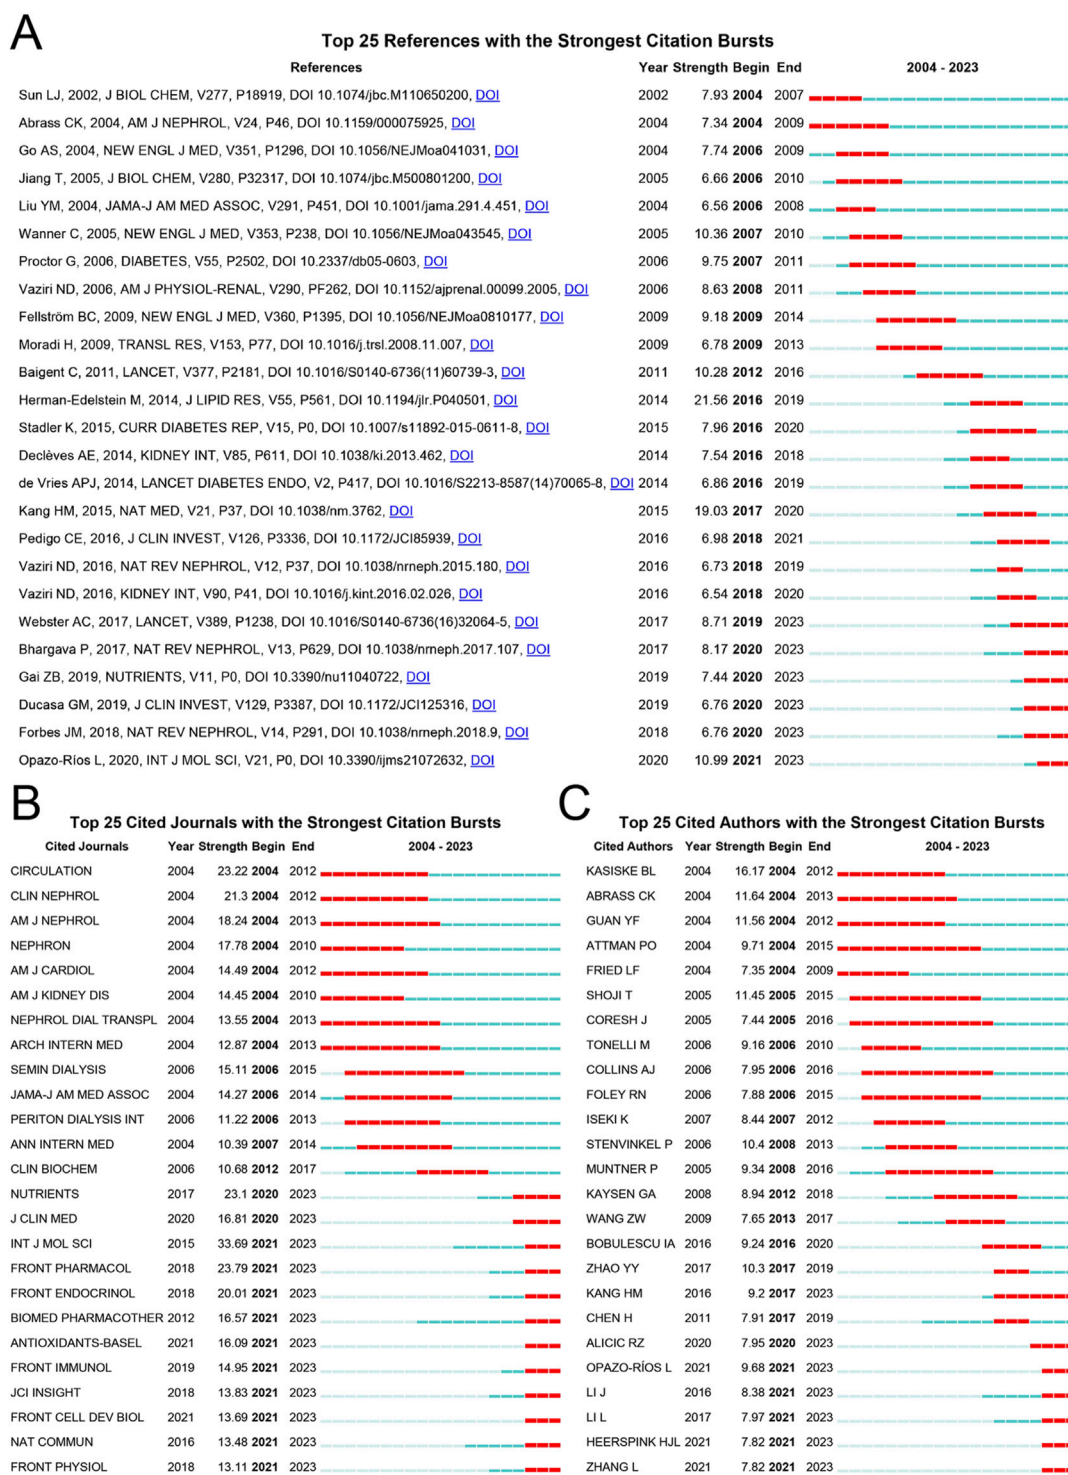 A
Top 25 References with the Strongest Citation Bursts
References Year Strength Begin End 2004 - 2023
Sun LJ, 2002, J BIOL CHEM, V277, P18919, DOI 10.1074/jbc.M110650200, DOI 2002 7.93 2004 2007
Abrass CK, 2004, AM J NEPHROL, V24, P46, DOI 10.1159/000075925, DOI 2004 7.34 2004 2009
Go AS, 2004, NEW ENGL J MED, V351, P1296, DOI 10.1056/NEJMoa041031, DOI 2004 7.74 2006 2009
Jiang T, 2005, J BIOL CHEM, V280, P32317, DOI 10.1074/jbc.M500801200, DOI 2005 6.66 2006 2010
Liu YM, 2004, JAMA-J AM MED ASSOC, V291, P451, DOI 10.1001/jama.291.4.451, DOI 2004 6.56 2006 2008
Wanner C, 2005, NEW ENGL J MED, V353, P238, DOI 10.1056/NEJMoa043545, DOI 2005 10.36 2007 2010
Proctor G, 2006, DIABETES, V55, P2502, DOI 10.2337/db05-0603, DOI 2006 9.75 2007 2011
Vaziri ND, 2006, AM J PHYSIOL-RENAL, V290, PF262, DOI 10.1152/ajprenal.00099.2005, DOI 2006 8.63 2008 2011
Fellström BC, 2009, NEW ENGL J MED, V360, P1395, DOI 10.1056/NEJMoa0810177, DOI 2009 9.18 2009 2014
Moradi H, 2009, TRANSL RES, V153, P77, DOI 10.1016/j.trsl.2008.11.007, DOI 2009 6.78 2009 2013
Baigent C, 2011, LANCET, V377, P2181, DOI 10.1016/S0140-6736(11)60739-3, DOI 2011 10.28 2012 2016
Herman-Edelstein M, 2014, J LIPID RES, V55, P561, DOI 10.1194/jlr.P040501, DOI 2014 21.56 2016 2019
Stadler K, 2015, CURR DIABETES REP, V15, P0, DOI 10.1007/s11892-015-0611-8, DOI 2015 7.96 2016 2020
Declèves AE, 2014, KIDNEY INT, V85, P611, DOI 10.1038/ki.2013.462, DOI 2014 7.54 2016 2018
de Vries APJ, 2014, LANCET DIABETES ENDO, V2, P417, DOI 10.1016/S2213-8587(14)70065-8, DOI 2014 6.86 2016 2019
Kang HM, 2015, NAT MED, V21, P37, DOI 10.1038/nm.3762, DOI 2015 19.03 2017 2020
Pedigo CE, 2016, J CLIN INVEST, V126, P3336, DOI 10.1172/JCI85939, DOI 2016 6.98 2018 2021
Vaziri ND, 2016, NAT REV NEPHROL, V12, P37, DOI 10.1038/nrneph.2015.180, DOI 2016 6.73 2018 2019
Vaziri ND, 2016, KIDNEY INT, V90, P41, DOI 10.1016/j.kint.2016.02.026, DOI 2016 6.54 2018 2020
Webster AC, 2017, LANCET, V389, P1238, DOI 10.1016/S0140-6736(16)32064-5, DOI 2017 8.71 2019 2023
Bhargava P, 2017, NAT REV NEPHROL, V13, P629, DOI 10.1038/nrneph.2017.107, DOI 2017 8.17 2020 2023
Gai ZB, 2019, NUTRIENTS, V11, P0, DOI 10.3390/nu11040722, DOI 2019 7.44 2020 2023
Ducasa GM, 2019, J CLIN INVEST, V129, P3387, DOI 10.1172/JCI125316, DOI 2019 6.76 2020 2023
Forbes JM, 2018, NAT REV NEPHROL, V14, P291, DOI 10.1038/nrneph.2018.9, DOI 2018 6.76 2020 2023
Opazo-Ríos L, 2020, INT J MOL SCI, V21, P0, DOI 10.3390/ijms21072632, DOI 2020 10.99 2021 2023
B
Top 25 Cited Journals with the Strongest Citation Bursts
Cited Journals Year Strength Begin End 2004 - 2023
CIRCULATION 2004 23.22 2004 2012
CLIN NEPHROL 2004 21.3 2004 2012
AM J NEPHROL 2004 18.24 2004 2013
NEPHRON 2004 17.78 2004 2010
AM J CARDIOL 2004 14.49 2004 2012
AM J KIDNEY DIS 2004 14.45 2004 2010
NEPHROL DIAL TRANSPL 2004 13.55 2004 2013
ARCH INTERN MED 2004 12.87 2004 2013
SEMIN DIALYSIS 2006 15.11 2006 2015
JAMA-J AM MED ASSOC 2004 14.27 2006 2014
PERITON DIALYSIS INT 2006 11.22 2006 2013
ANN INTERN MED 2004 10.39 2007 2014
CLIN BIOCHEM 2006 10.68 2012 2017
NUTRIENTS 2017 23.1 2020 2023
J CLIN MED 2020 16.81 2020 2023
INT J MOL SCI 2015 33.69 2021 2023
FRONT PHARMACOL 2018 23.79 2021 2023
FRONT ENDOCRINOL 2018 20.01 2021 2023
BIOMED PHARMACOTHER 2012 16.57 2021 2023
ANTIOXIDANTS-BASEL 2021 16.09 2021 2023
FRONT IMMUNOL 2019 14.95 2021 2023
JCI INSIGHT 2018 13.83 2021 2023
FRONT CELL DEV BIOL 2021 13.69 2021 2023
NAT COMMUN 2016 13.48 2021 2023
FRONT PHYSIOL 2018 13.11 2021 2023
C
Top 25 Cited Authors with the Strongest Citation Bursts
Cited Authors Year Strength Begin End 2004 - 2023
KASISKE BL 2004 16.17 2004 2012
ABRASS CK 2004 11.64 2004 2013
GUAN YF 2004 11.56 2004 2012
ATTMAN PO 2004 9.71 2004 2015
FRIED LF 2004 7.35 2004 2009
SHOJI T 2005 11.45 2005 2015
CORESH J 2005 7.44 2005 2016
TONELLI M 2006 9.16 2006 2010
COLLINS AJ 2006 7.95 2006 2016
FOLEY RN 2006 7.88 2006 2015
ISEKI K 2007 8.44 2007 2012
STENVINKEL P 2006 10.4 2008 2013
MUNTNER P 2005 9.34 2008 2016
KAYSEN GA 2008 8.94 2012 2018
WANG ZW 2009 7.65 2013 2017
BOBULESCU IA 2016 9.24 2016 2020
ZHAO YY 2017 10.3 2017 2019
KANG HM 2016 9.2 2017 2023
CHEN H 2011 7.91 2017 2019
ALICIC RZ 2020 7.95 2020 2023
OPAZO-RÍOS L 2021 9.68 2021 2023
LI J 2016 8.38 2021 2023
LI L 2017 7.97 2021 2023
HEERSPINK HJL 2021 7.82 2021 2023
ZHANG L 2021 7.82 2021 2023